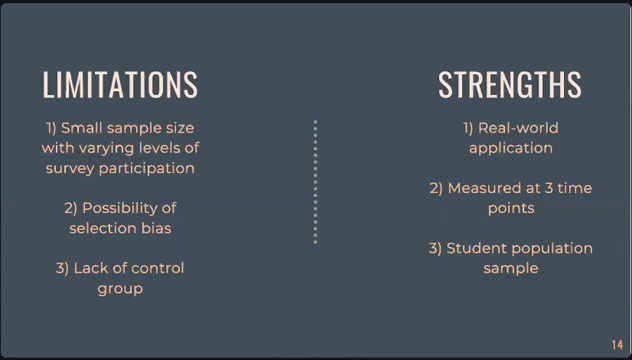 LIMITATIONS
1) Small sample size
with varying levels of
survey participation
2) Possibility of
selection bias
3) Lack of control
group
STRENGTHS
1) Real-world
application
2) Measured at 3 time
points
3) Student population
sample
14